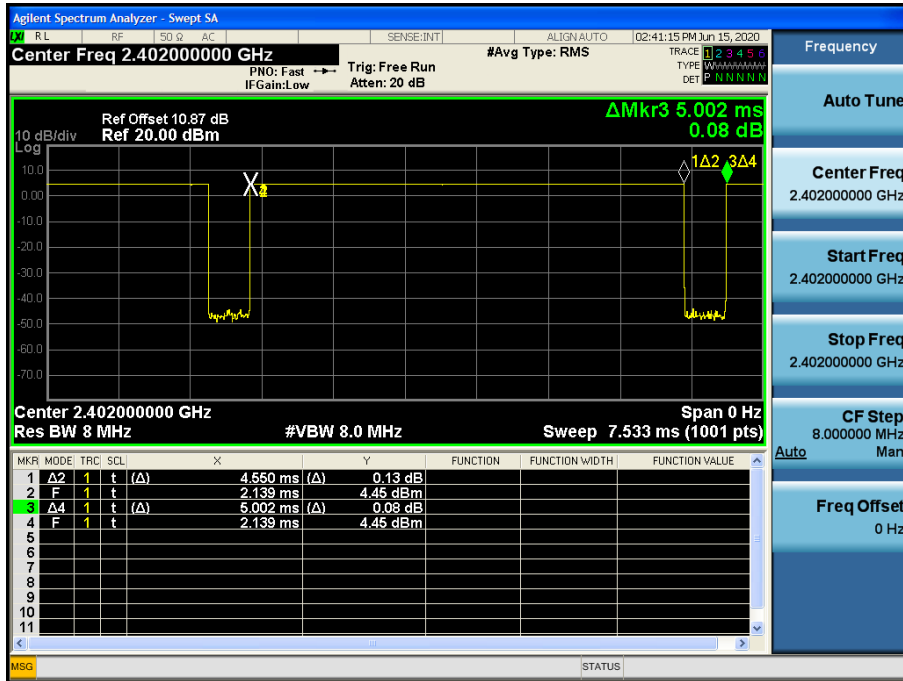 Agilent Spectrum Analyzer - Swept SA
LXI RL RF 50 Ω AC SENSE:INT ALIGN AUTO 02:41:15 PM Jun 15, 2020
Center Freq 2.402000000 GHz
PNO: Fast
IFGain:Low
Trig: Free Run
Atten: 20 dB
#Avg Type: RMS
TRACE 1 2 3 4 5 6
TYPE W
DET P N N N N N
Frequency
Auto Tune
Center Freq
2.402000000 GHz
Start Freq
2.402000000 GHz
Stop Freq
2.402000000 GHz
CF Step
8.000000 MHz
Auto Man
Freq Offset
0 Hz
ΔMkr3 5.002 ms
0.08 dB
Ref Offset 10.87 dB
10 dB/div Ref 20.00 dBm
Log
10.0
0.00
-10.0
-20.0
-30.0
-40.0
-50.0
-60.0
-70.0
1Δ2 3Δ4
Center 2.402000000 GHz Span 0 Hz
Res BW 8 MHz #VBW 8.0 MHz Sweep 7.533 ms (1001 pts)
MKR MODE TRC SCL X Y FUNCTION FUNCTION WIDTH FUNCTION VALUE
1 Δ2 1 t (Δ) 4.550 ms (Δ) 0.13 dB
2 F 1 t 2.139 ms 4.45 dBm
3 Δ4 1 t (Δ) 5.002 ms (Δ) 0.08 dB
4 F 1 t 2.139 ms 4.45 dBm
5
6
7
8
9
10
11
MSG STATUS